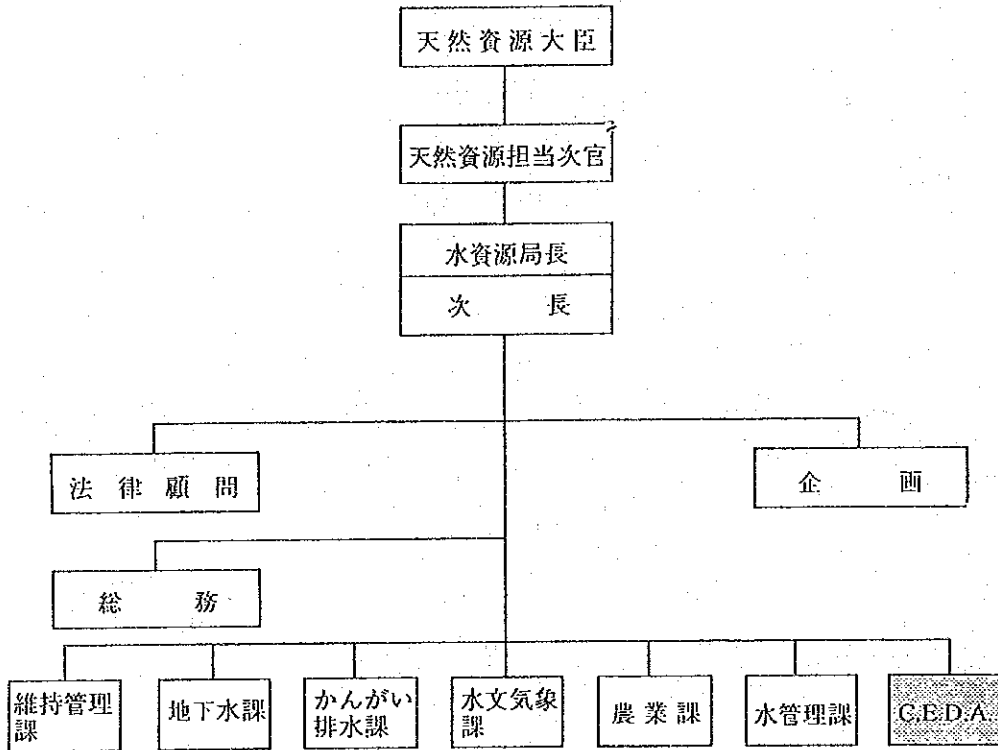 天然資源大臣
天然資源担当次官
水資源局長
次長
法律顧問
企画
総務
維持管理
課
地下水課
かんがい
排水課
水文気象
課
農業課
水管理課
C.E.D.A.